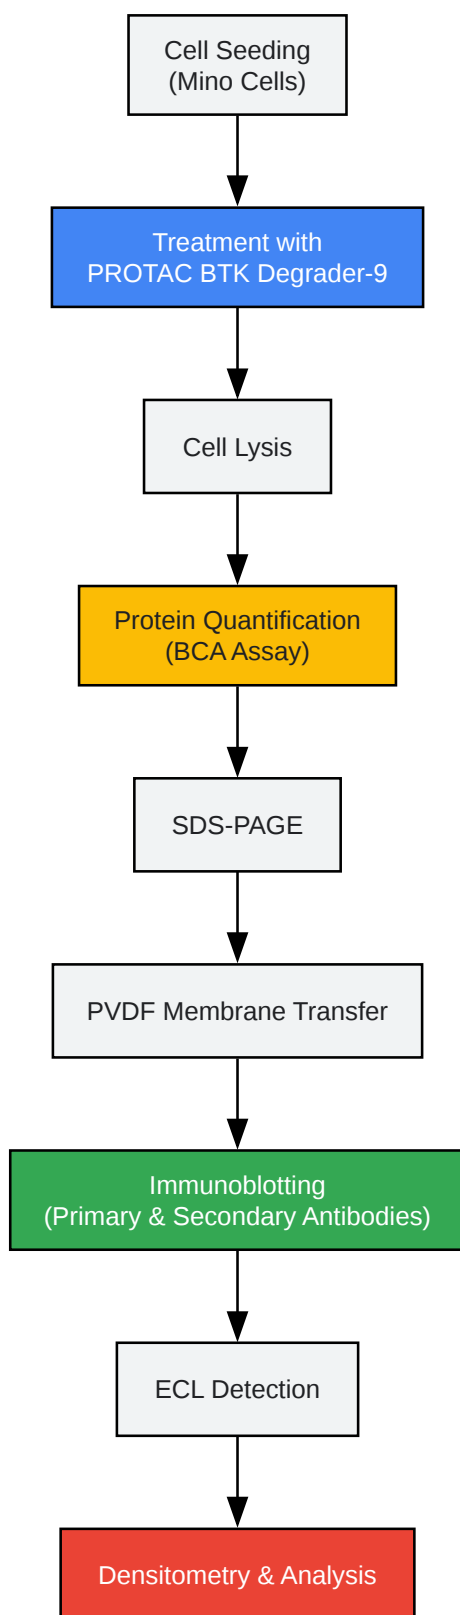 Cell Seeding
(Mino Cells)
Treatment with
PROTAC BTK Degrader-9
Cell Lysis
Protein Quantification
(BCA Assay)
SDS-PAGE
PVDF Membrane Transfer
Immunoblotting
(Primary & Secondary Antibodies)
ECL Detection
Densitometry & Analysis